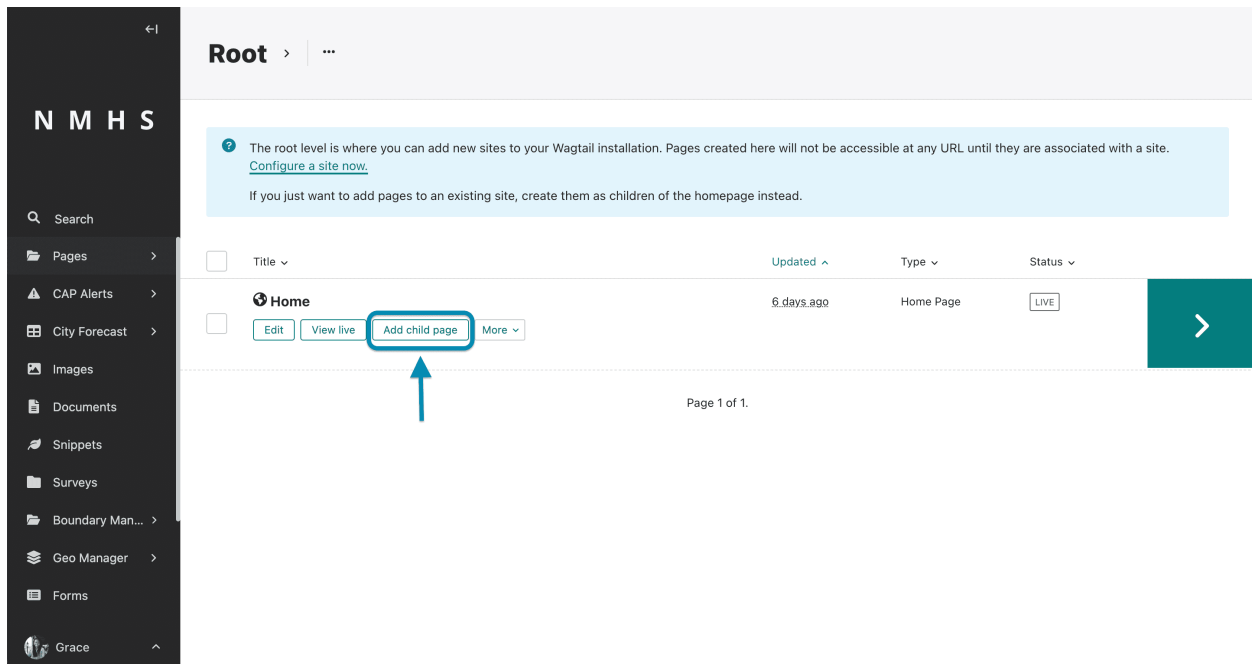 Root
N M H S
The root level is where you can add new sites to your Wagtail installation. Pages created here will not be accessible at any URL until they are associated with a site.
Configure a site now.
If you just want to add pages to an existing site, create them as children of the homepage instead.
Search
Pages
CAP Alerts
City Forecast
Images
Documents
Snippets
Surveys
Boundary Man...
Geo Manager
Forms
Grace
Title Updated Type Status
Home 6 days ago Home Page LIVE
Edit View live Add child page More
Page 1 of 1.